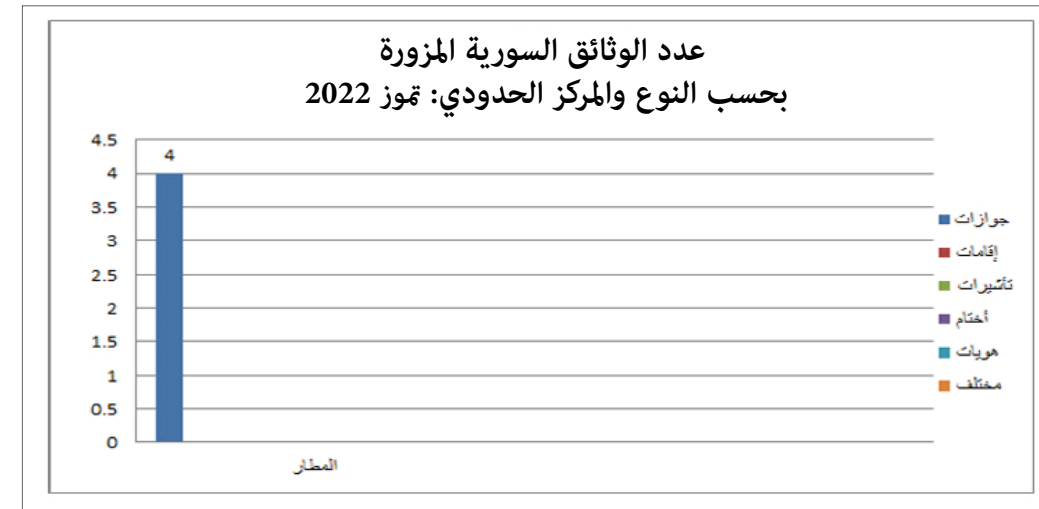 عدد الوثائق السورية المزورة
بحسب النوع والمركز الحدودي: تموز 2022
4.5
4
3.5
3
2.5
2
1.5
1
0.5
0
4
المطار
جوازات
إقامات
تأشيرات
أختام
هويات
مختلف